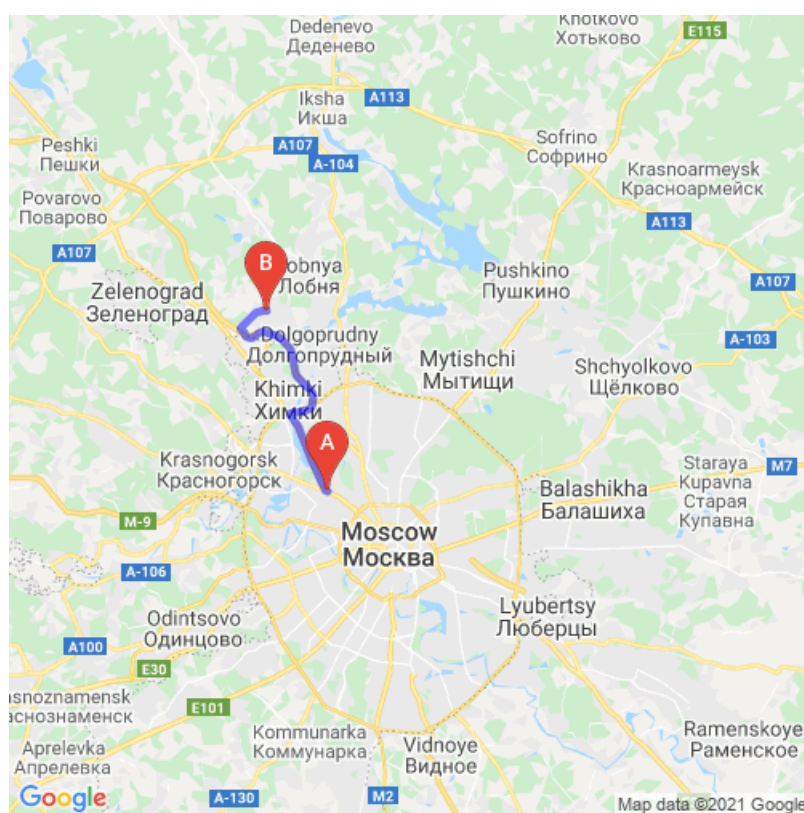 Dedenevo
Деденево
Khotkovo
Хотьково
E115
Iksha
Икша
A113
A107
A-104
Sofrino
Софрино
Peshki
Пешки
Krasnoarmeysk
Красноармейск
Povarovo
Поварово
A107
A113
B
obnya
Лобня
Pushkino
Пушкино
A107
Zelenograd
Зеленоград
Dolgoprudny
Долгопрудный
A-103
Mytishchi
Мытищи
Shchyolkovo
Щёлково
Khimki
Химки
A
Krasnogorsk
Красногорск
Staraya
Kupavna
Старая
Купавна
M7
Balashikha
Балашиха
M-9
Moscow
Москва
A-106
Lyubertsy
Люберцы
Odintsovo
Одинцово
A100
E30
asnoznamensk
аснознаменск
E101
Kommunarka
Коммунарка
Vidnoye
Видное
Ramenskoye
Раменское
Aprelevka
Апрелевка
Google
A-130
M2
Map data ©2021 Google